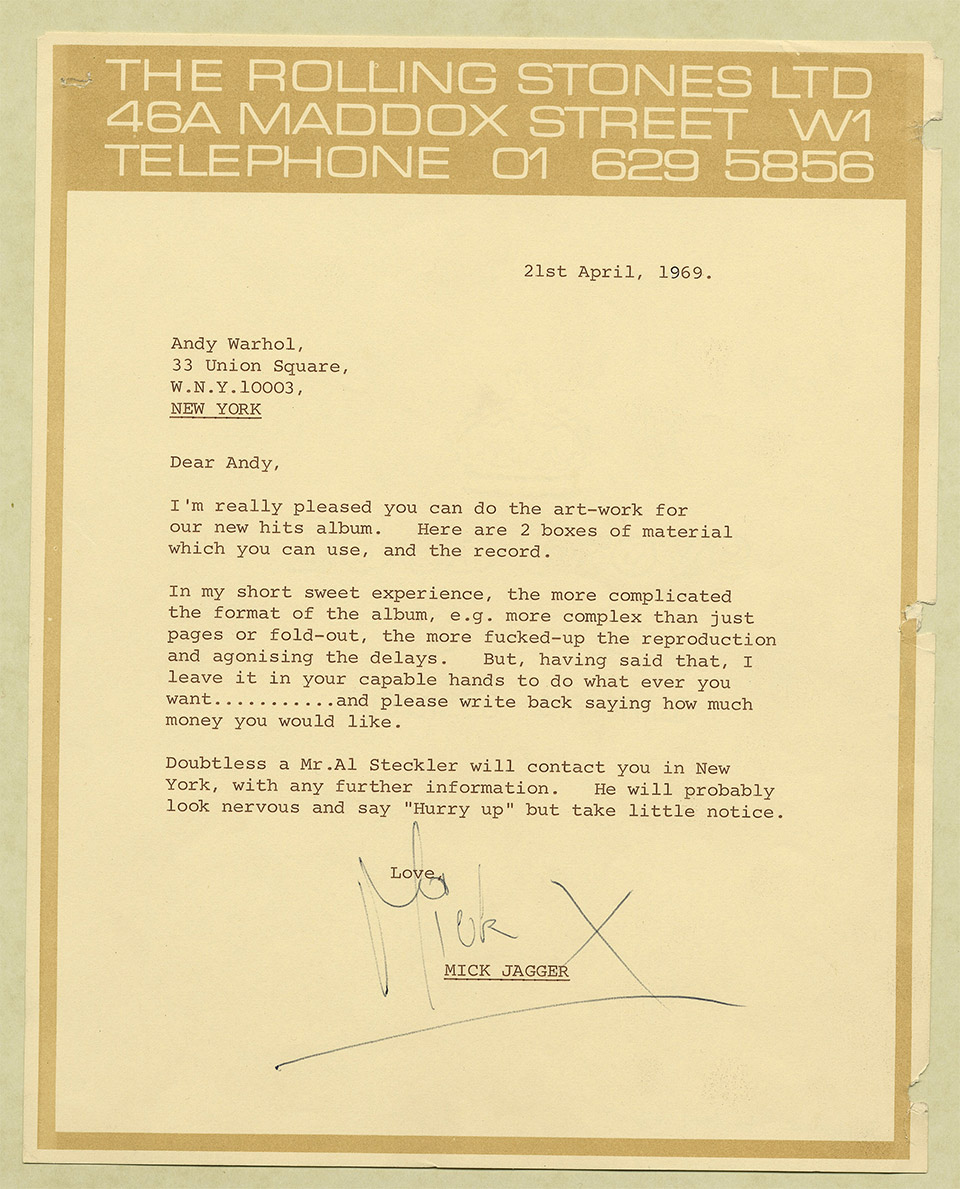 THE ROLLING STONES LTD
46A MADDOX STREET W1
TELEPHONE 01 629 5856
21st April, 1969.
Andy Warhol,
33 Union Square,
W.N.Y.10003,
NEW YORK
Dear Andy,
I'm really pleased you can do the art-work for
our new hits album. Here are 2 boxes of material
which you can use, and the record.
In my short sweet experience, the more complicated
the format of the album, e.g. more complex than just
pages or fold-out, the more fucked-up the reproduction
and agonising the delays. But, having said that, I
leave it in your capable hands to do what ever you
want...........and please write back saying how much
money you would like.
Doubtless a Mr.Al Steckler will contact you in New
York, with any further information. He will probably
look nervous and say "Hurry up" but take little notice.
Love,
Mick X
MICK JAGGER